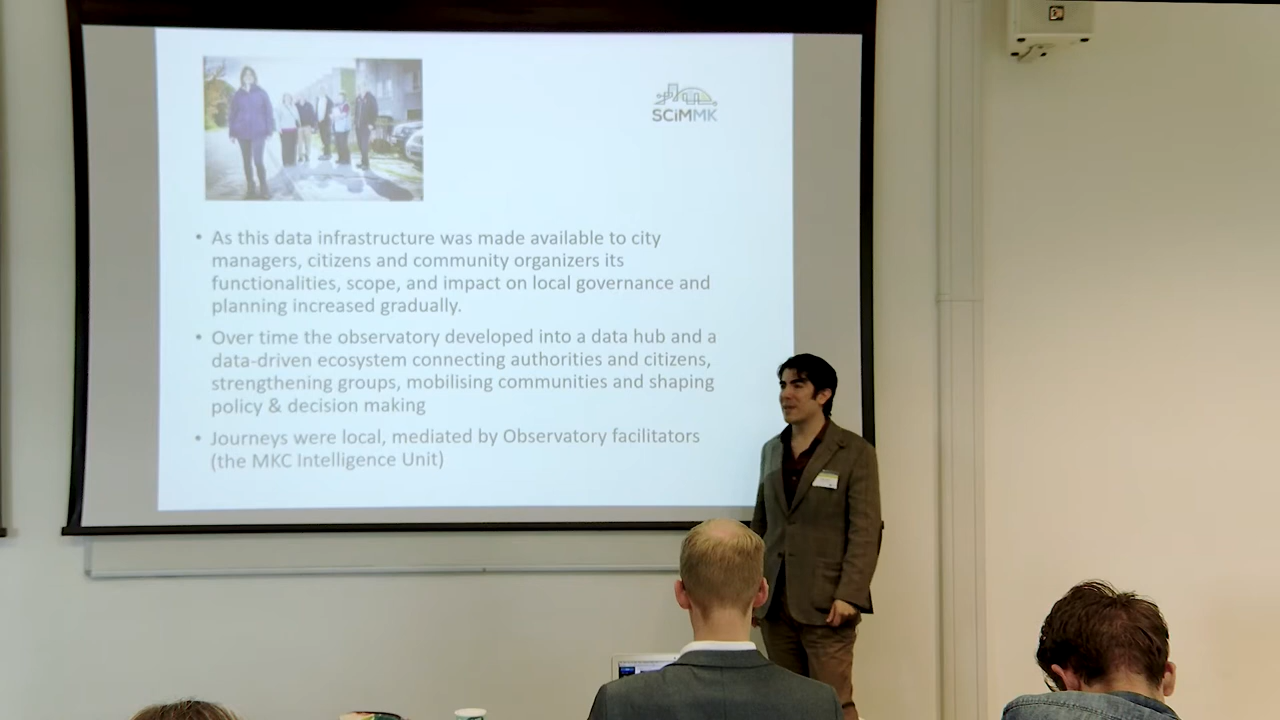 SCiMMK
• As this data infrastructure was made available to city
managers, citizens and community organizers its
functionalities, scope, and impact on local governance and
planning increased gradually.
• Over time the observatory developed into a data hub and a
data-driven ecosystem connecting authorities and citizens,
strengthening groups, mobilising communities and shaping
policy & decision making
• Journeys were local, mediated by Observatory facilitators
(the MKC Intelligence Unit)